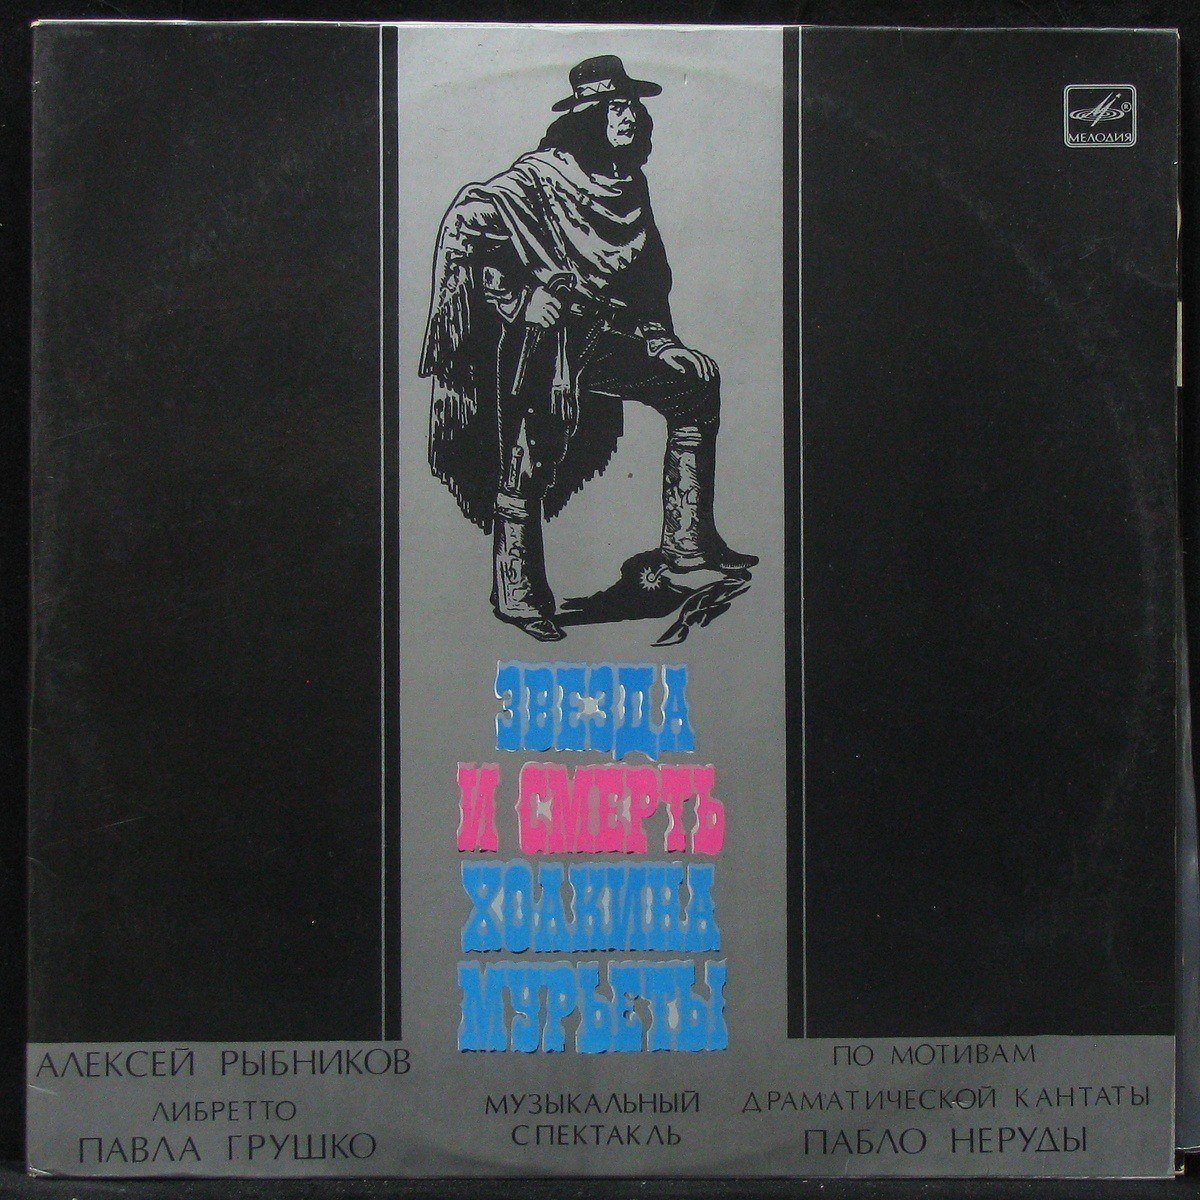 МЕЛОДИЯ
ЗВЕЗДА
И СМЕРТЬ
ХОАКИНА
МУРЬЕТЫ
АЛЕКСЕЙ РЫБНИКОВ
ЛИБРЕТТО
ПАВЛА ГРУШКО
МУЗЫКАЛЬНЫЙ
СПЕКТАКЛЬ
ПО МОТИВАМ
ДРАМАТИЧЕСКОЙ КАНТАТЫ
ПАБЛО НЕРУДЫ